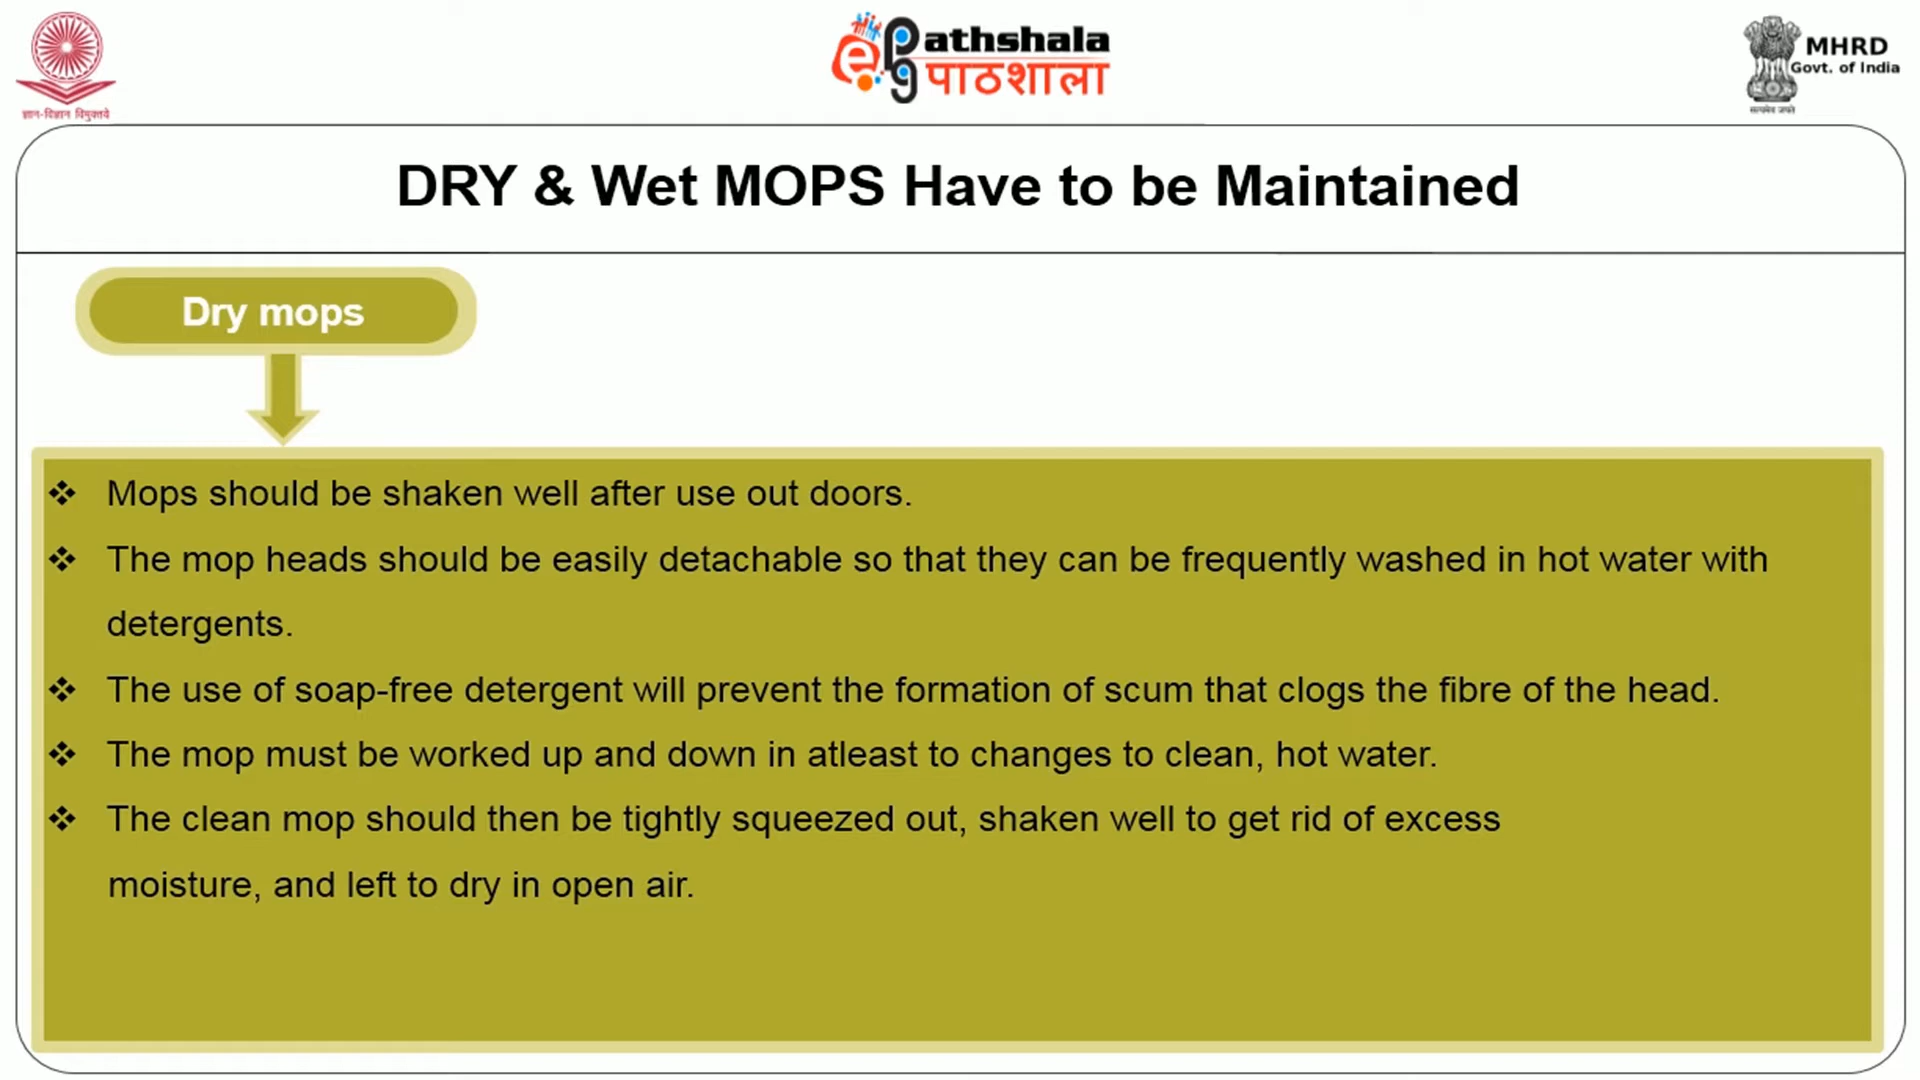 ज्ञान-विज्ञान विमुक्तये
e
pg
athshala
पाठशाला
MHRD
Govt. of India
सत्यमेव जयते
DRY & Wet MOPS Have to be Maintained
Dry mops
❖ Mops should be shaken well after use out doors.
❖ The mop heads should be easily detachable so that they can be frequently washed in hot water with
detergents.
❖ The use of soap-free detergent will prevent the formation of scum that clogs the fibre of the head.
❖ The mop must be worked up and down in atleast to changes to clean, hot water.
❖ The clean mop should then be tightly squeezed out, shaken well to get rid of excess
moisture, and left to dry in open air.